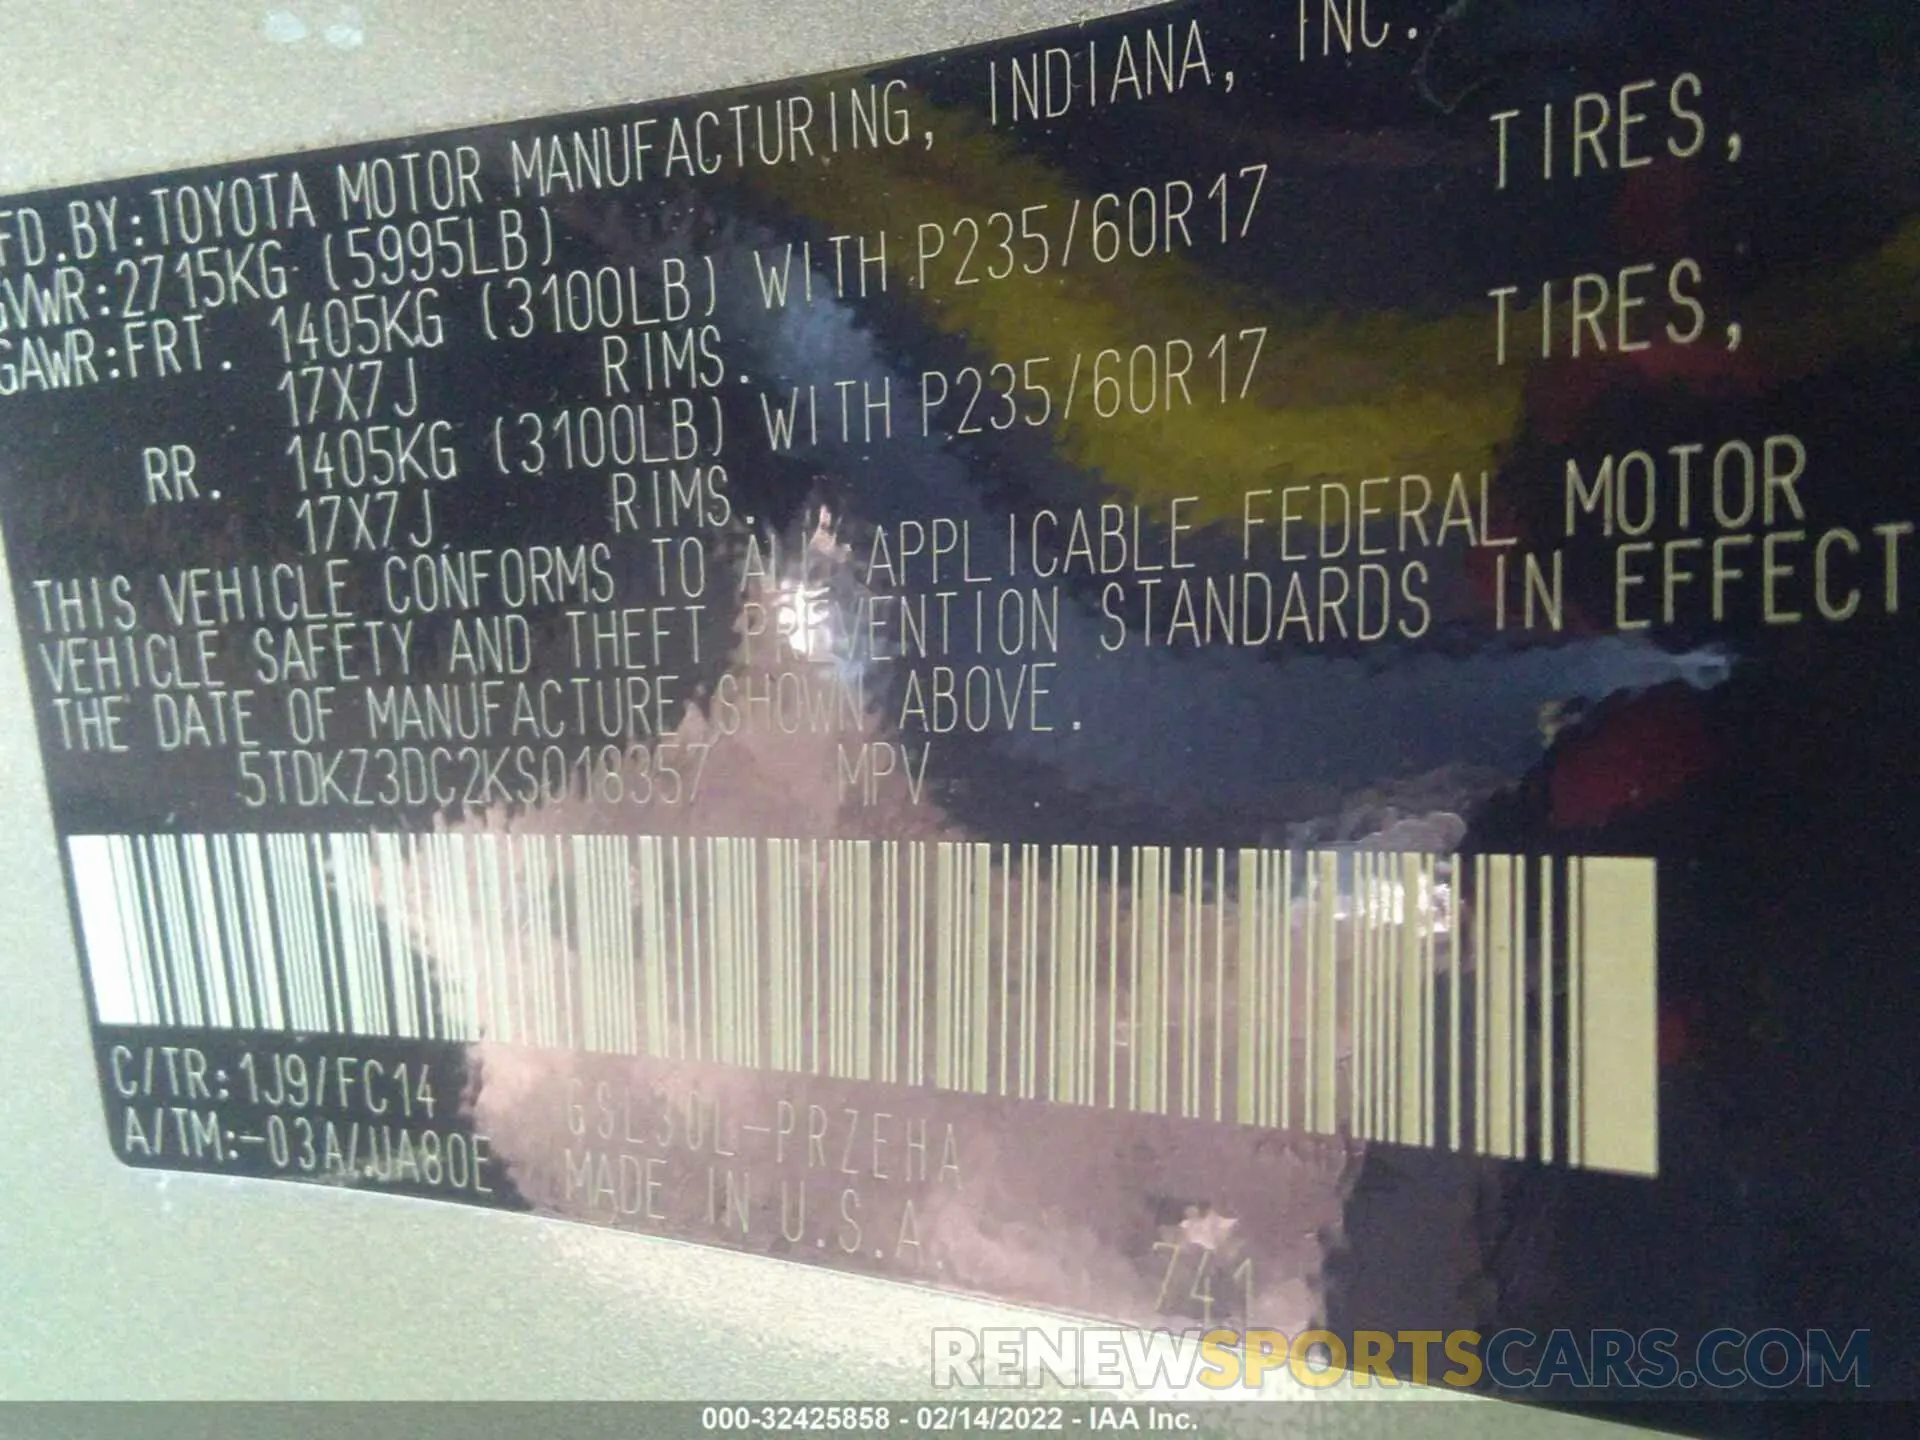 FD.BY:TOYOTA MOTOR MANUFACTURING, INDIANA, INC.
GVWR:2715KG (5995LB)
GAWR:FRT. 1405KG (3100LB) WITH P235/60R17 TIRES,
17X7J RIMS.
RR. 1405KG (3100LB) WITH P235/60R17 TIRES,
17X7J RIMS.
THIS VEHICLE CONFORMS TO ALL APPLICABLE FEDERAL MOTOR
VEHICLE SAFETY AND THEFT PREVENTION STANDARDS IN EFFECT
THE DATE OF MANUFACTURE SHOWN ABOVE.
5TDKZ3DC2KS018357 MPV
C/TR:1J9/FC14
A/TM:-03A/UA80E
GSL30L-PRZEHA
MADE IN U.S.A
741
RENEWSPORTSCARS.COM
000-32425858 - 02/14/2022 - IAA Inc.